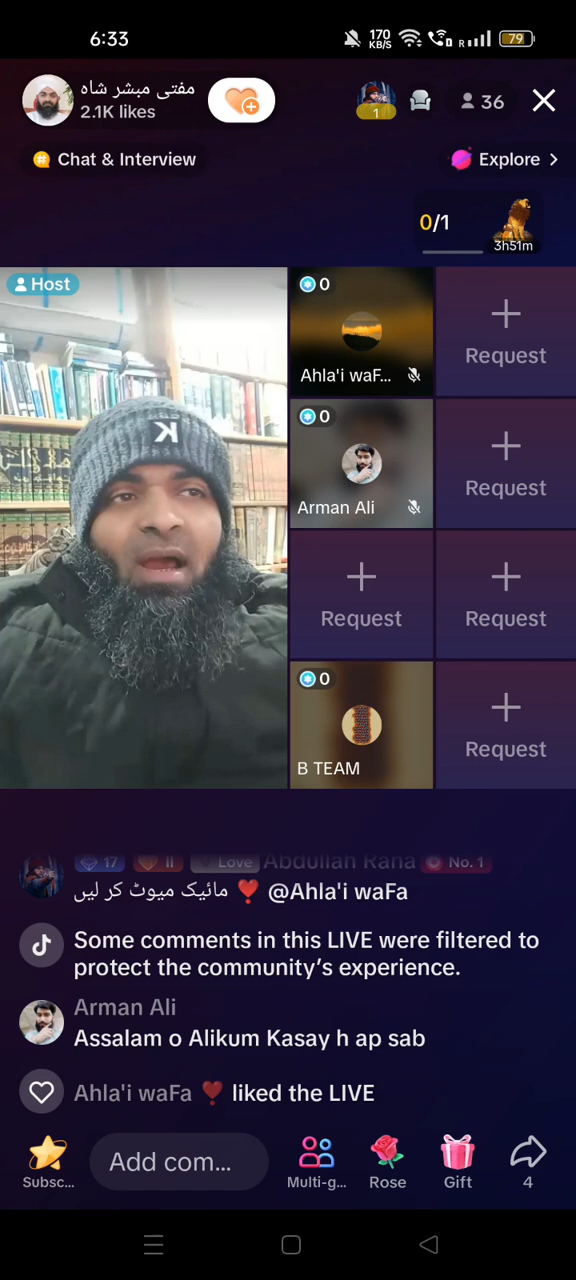 6:33
170
KB/S
R
79
مفتی مبشر شاہ
2.1K likes
1
36
Chat & Interview
Explore
0/1
3h51m
Host
0
Ahla'i waF...
Request
0
Arman Ali
Request
Request
Request
0
B TEAM
Request
17
II
Love
Abdullah Rana
No. 1
مائیک میوٹ کر لیں ❣️ @Ahla'i waFa
Some comments in this LIVE were filtered to
protect the community's experience.
Arman Ali
Assalam o Alikum Kasay h ap sab
Ahla'i waFa ❣️ liked the LIVE
Subsc...
Add com...
Multi-g...
Rose
Gift
4
K